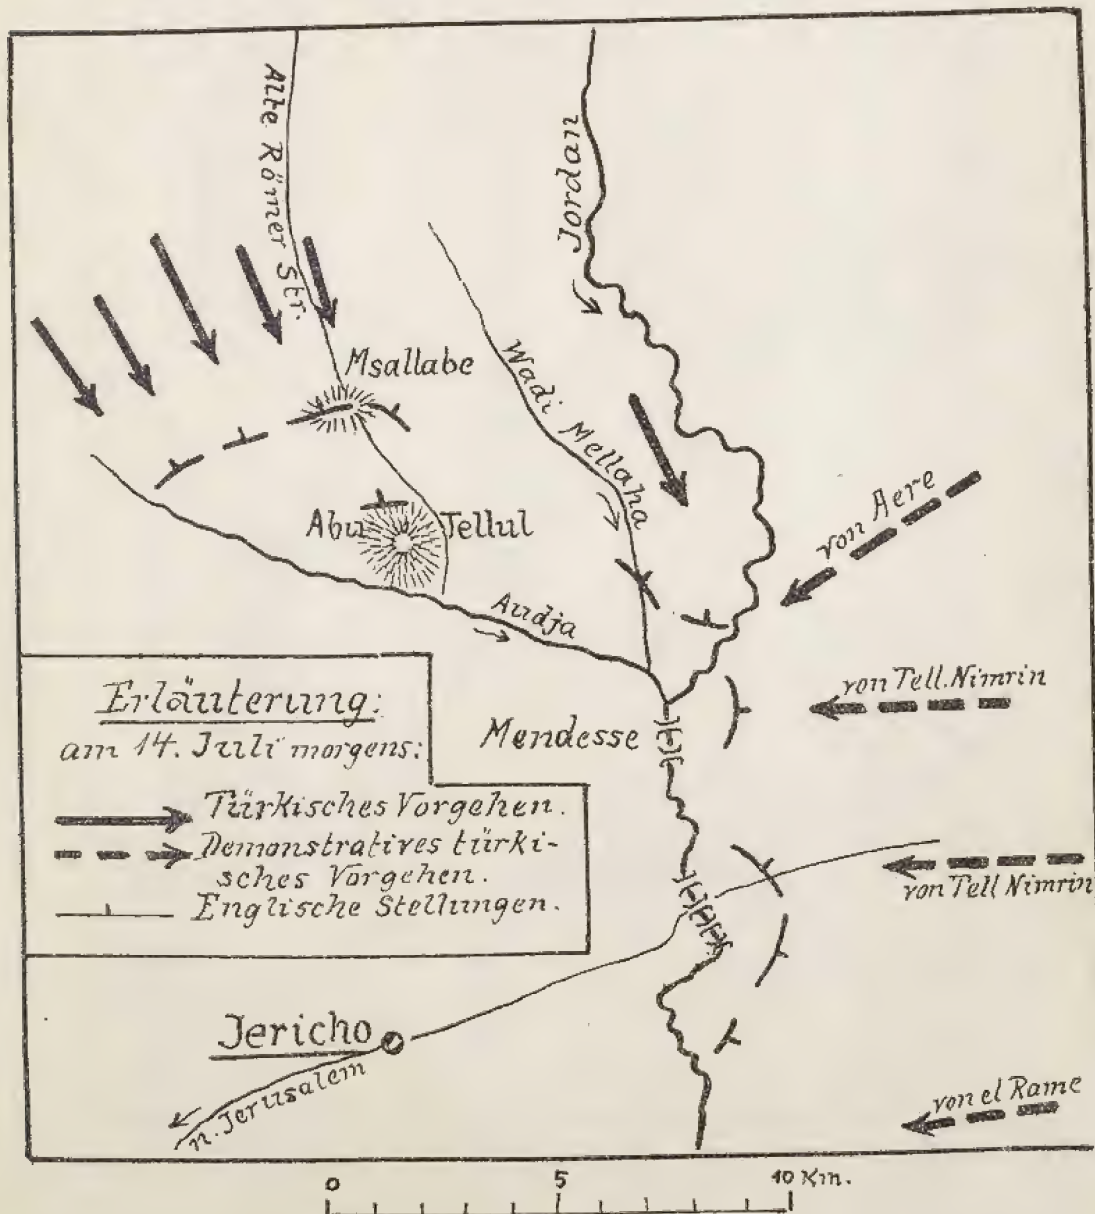 Alte Römer Str.
Jordan
Msallabe
Wadi Mellaha
von Aere
Abu Tellul
Audja
von Tell.Nimrin
Mendesse
Erläuterung:
am 14. Juli morgens:
Türkisches Vorgehen.
Demonstratives türki-
sches Vorgehen.
Englische Stellungen.
von Tell Nimrin
Jericho
n. Jerusalem
von el Rame
0 5 10 Km.